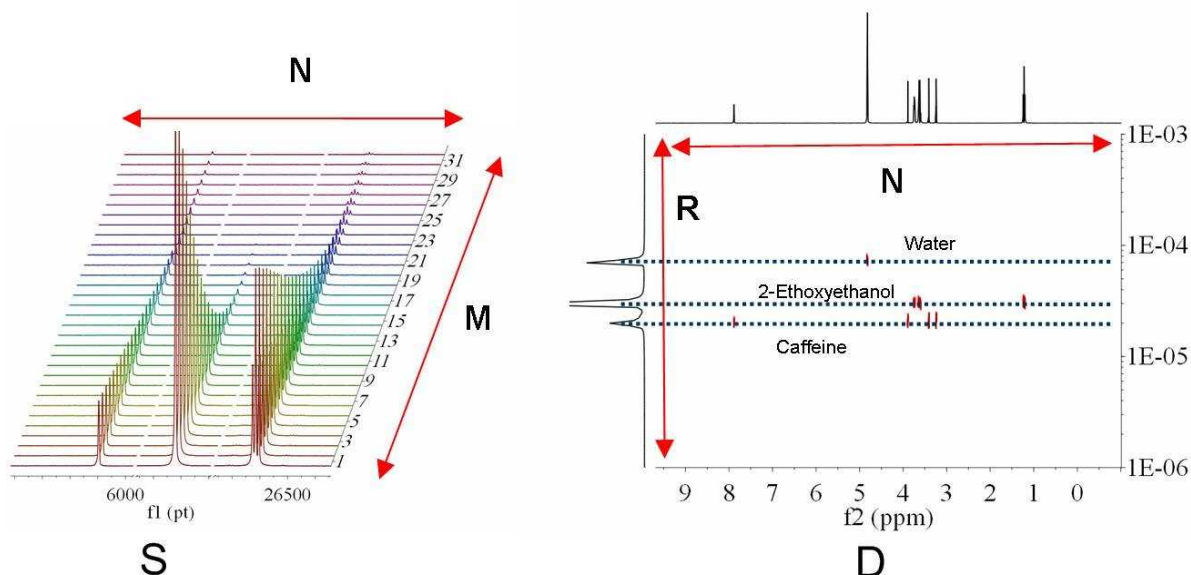 N
31
29
27
25
23
21
19
17
15
13
11
9
7
5
3
1
M
6000 26500
f1 (pt)
S
1E-03
N
R
Water
1E-04
2-Ethoxyethanol
Caffeine
1E-05
1E-06
9 8 7 6 5 4 3 2 1 0
f2 (ppm)
D